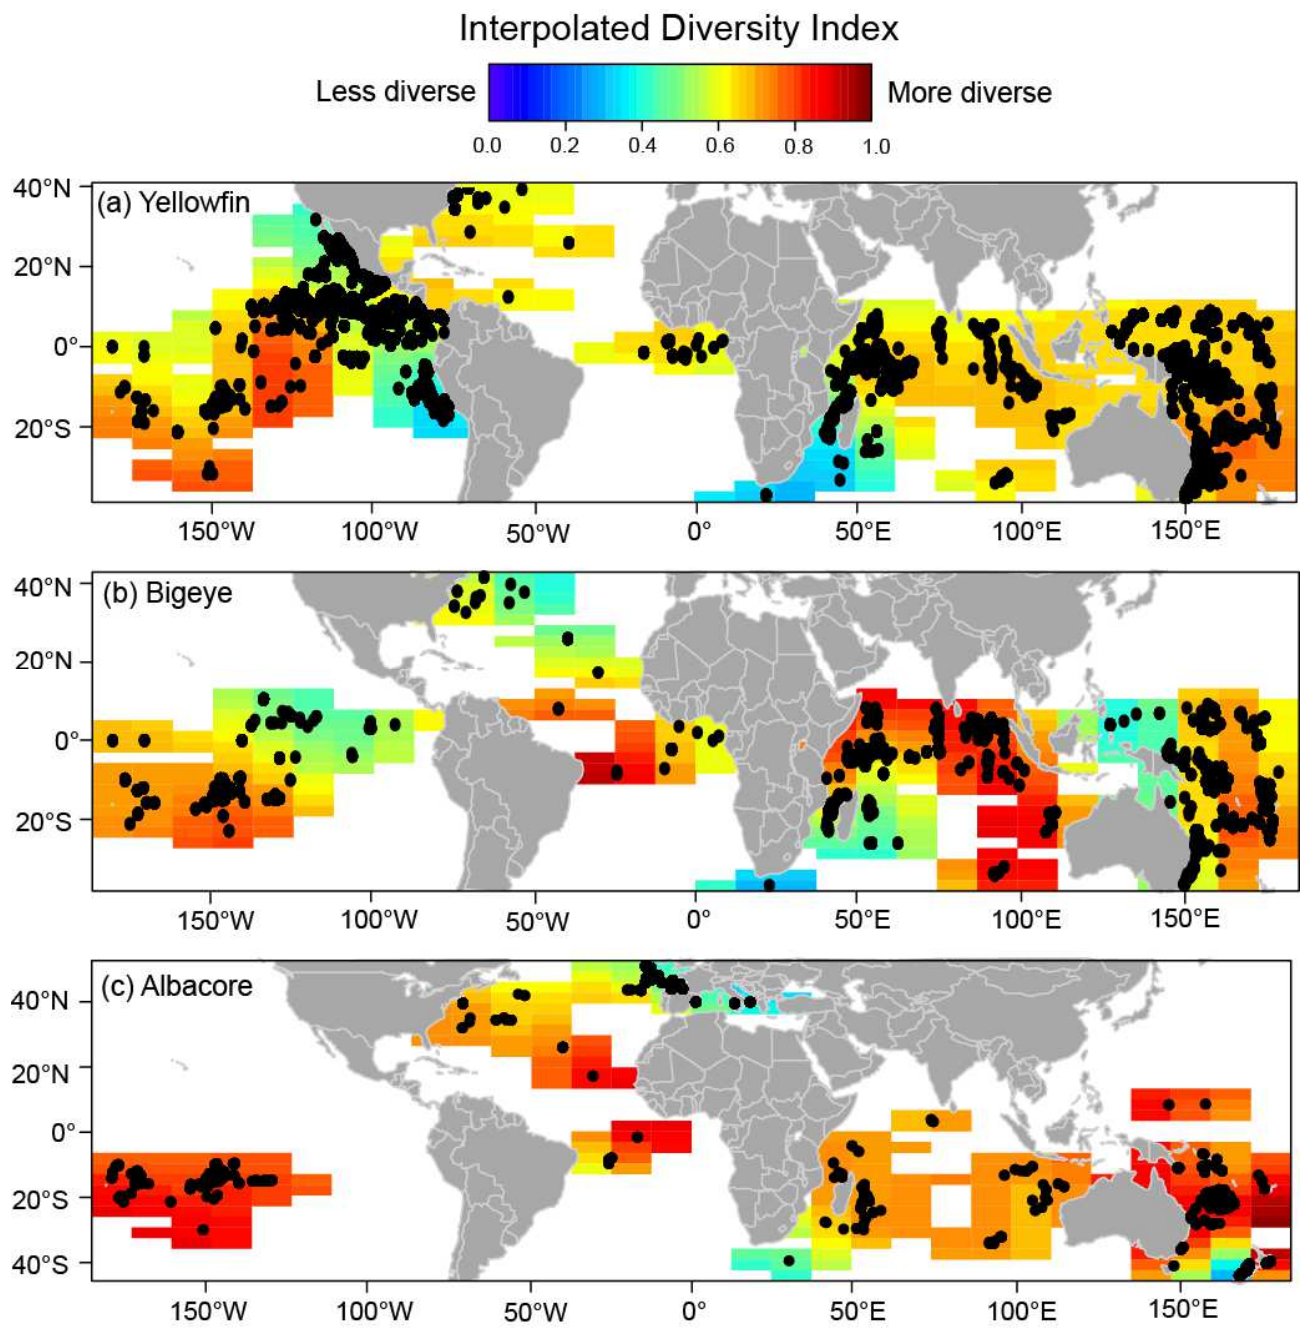 Interpolated Diversity Index
Less diverse
More diverse
0.0 0.2 0.4 0.6 0.8 1.0
(a) Yellowfin
40°N
20°N
0°
20°S
150°W 100°W 50°W 0° 50°E 100°E 150°E
(b) Bigeye
40°N
20°N
0°
20°S
150°W 100°W 50°W 0° 50°E 100°E 150°E
(c) Albacore
40°N
20°N
0°
20°S
40°S
150°W 100°W 50°W 0° 50°E 100°E 150°E